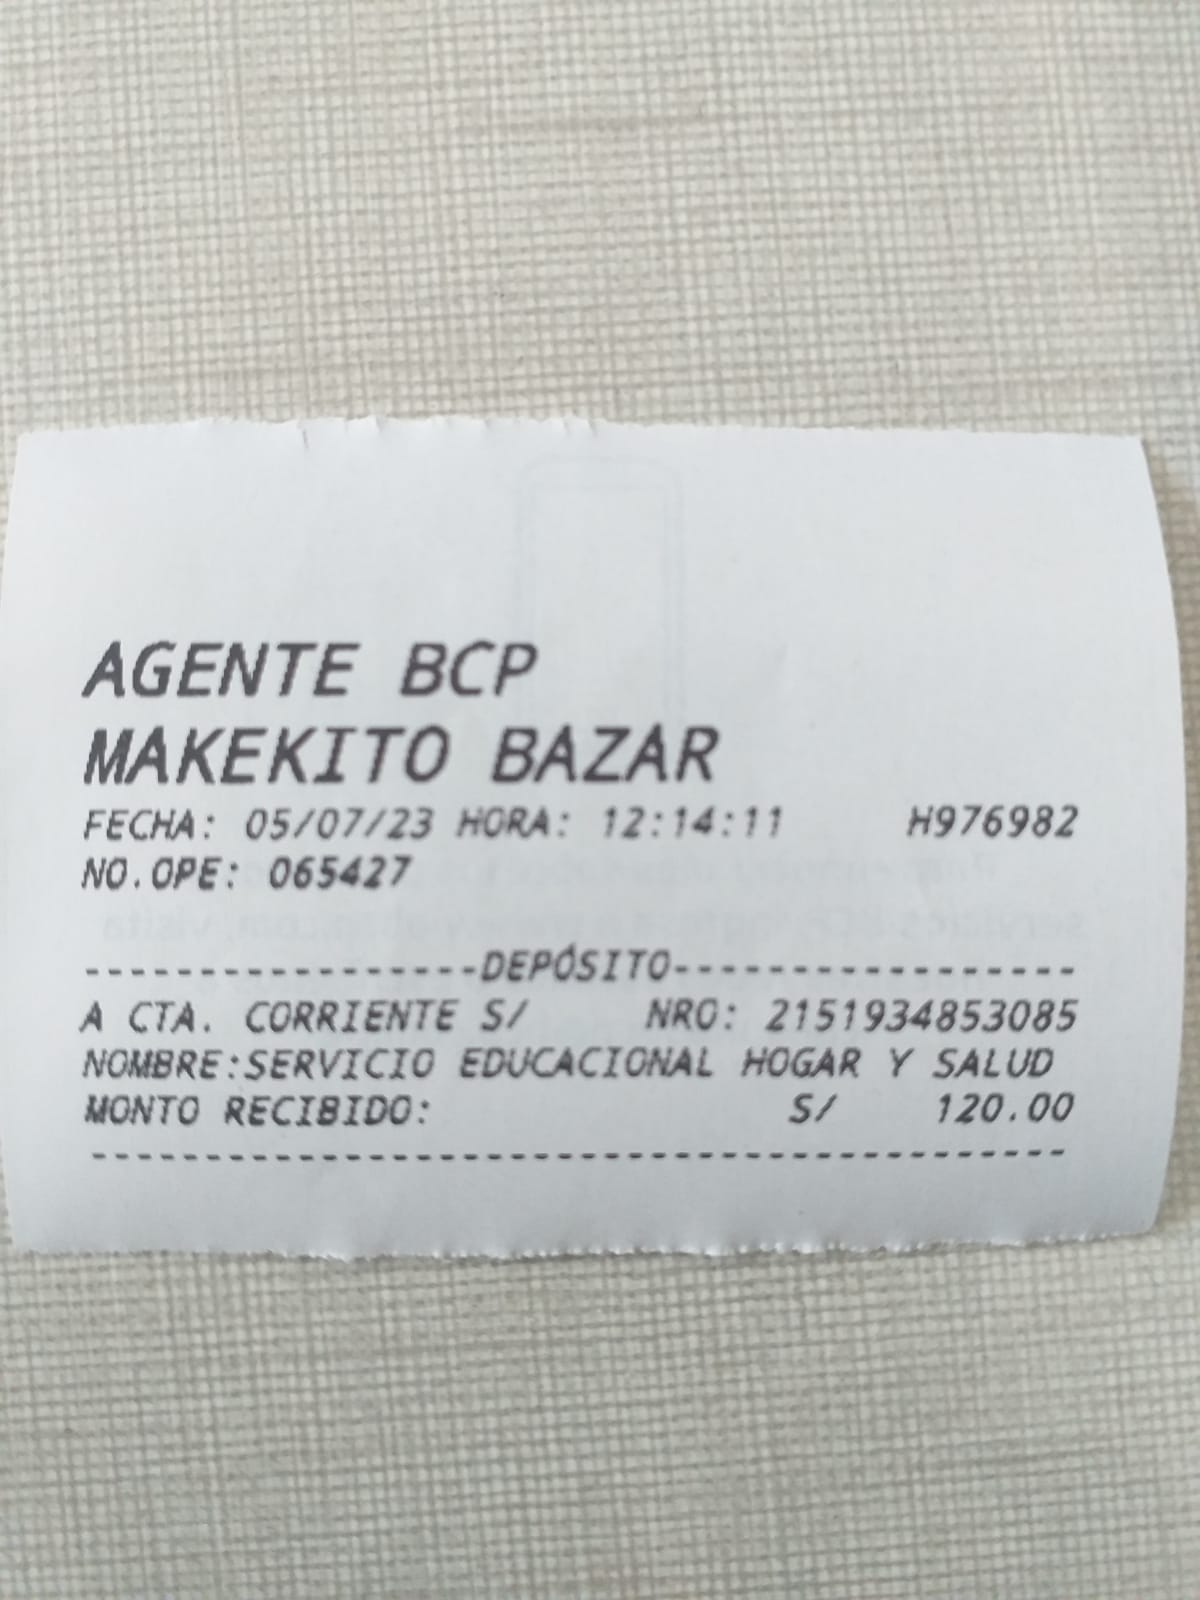 AGENTE BCP
MAKEKITO BAZAR
FECHA: 05/07/23 HORA: 12:14:11 H976982
NO.OPE: 065427
------------------DEPÓSITO------------------
A CTA. CORRIENTE S/ NRO: 2151934853085
NOMBRE:SERVICIO EDUCACIONAL HOGAR Y SALUD
MONTO RECIBIDO: S/ 120.00
--------------------------------------------